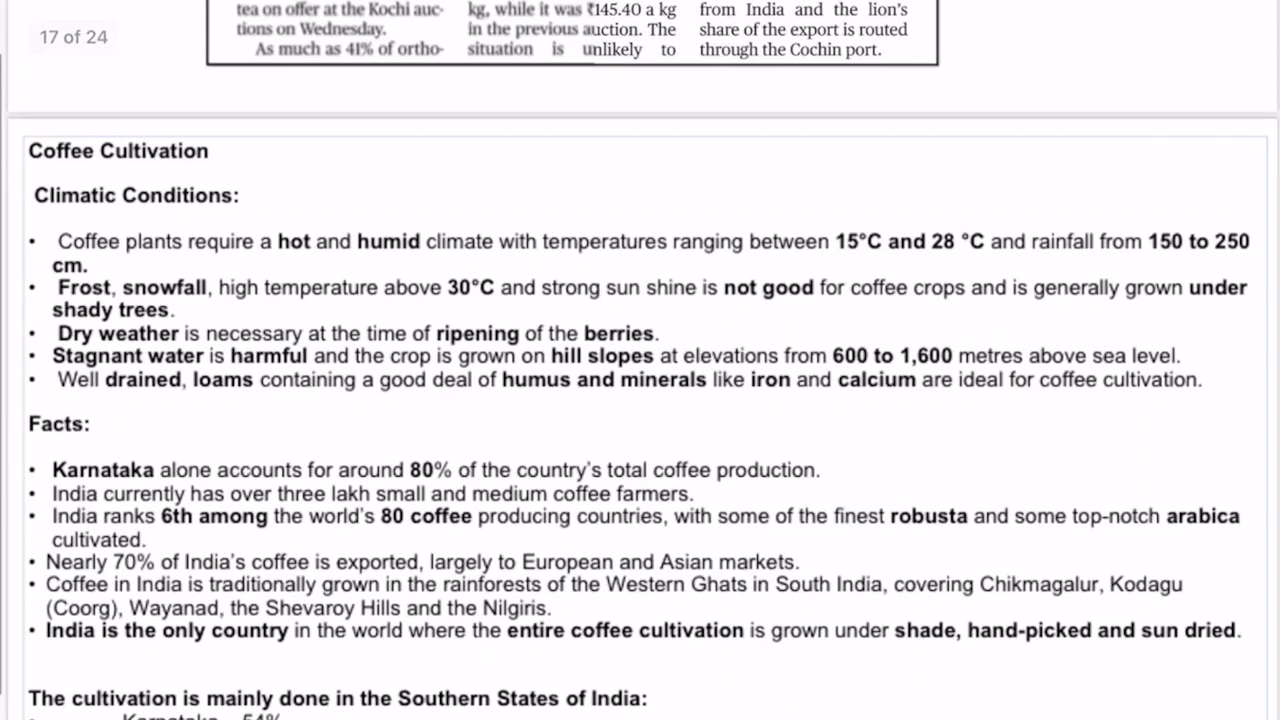 17 of 24
tea on offer at the Kochi auc-
tions on Wednesday.
As much as 41% of ortho-
kg, while it was ₹145.40 a kg
in the previous auction. The
situation is unlikely to
from India and the lion's
share of the export is routed
through the Cochin port.
Coffee Cultivation
Climatic Conditions:
• Coffee plants require a hot and humid climate with temperatures ranging between 15°C and 28 °C and rainfall from 150 to 250
cm.
• Frost, snowfall, high temperature above 30°C and strong sun shine is not good for coffee crops and is generally grown under
shady trees.
• Dry weather is necessary at the time of ripening of the berries.
• Stagnant water is harmful and the crop is grown on hill slopes at elevations from 600 to 1,600 metres above sea level.
• Well drained, loams containing a good deal of humus and minerals like iron and calcium are ideal for coffee cultivation.
Facts:
• Karnataka alone accounts for around 80% of the country's total coffee production.
• India currently has over three lakh small and medium coffee farmers.
• India ranks 6th among the world's 80 coffee producing countries, with some of the finest robusta and some top-notch arabica
cultivated.
• Nearly 70% of India's coffee is exported, largely to European and Asian markets.
• Coffee in India is traditionally grown in the rainforests of the Western Ghats in South India, covering Chikmagalur, Kodagu
(Coorg), Wayanad, the Shevaroy Hills and the Nilgiris.
• India is the only country in the world where the entire coffee cultivation is grown under shade, hand-picked and sun dried.
The cultivation is mainly done in the Southern States of India:
• Karnataka – 54%